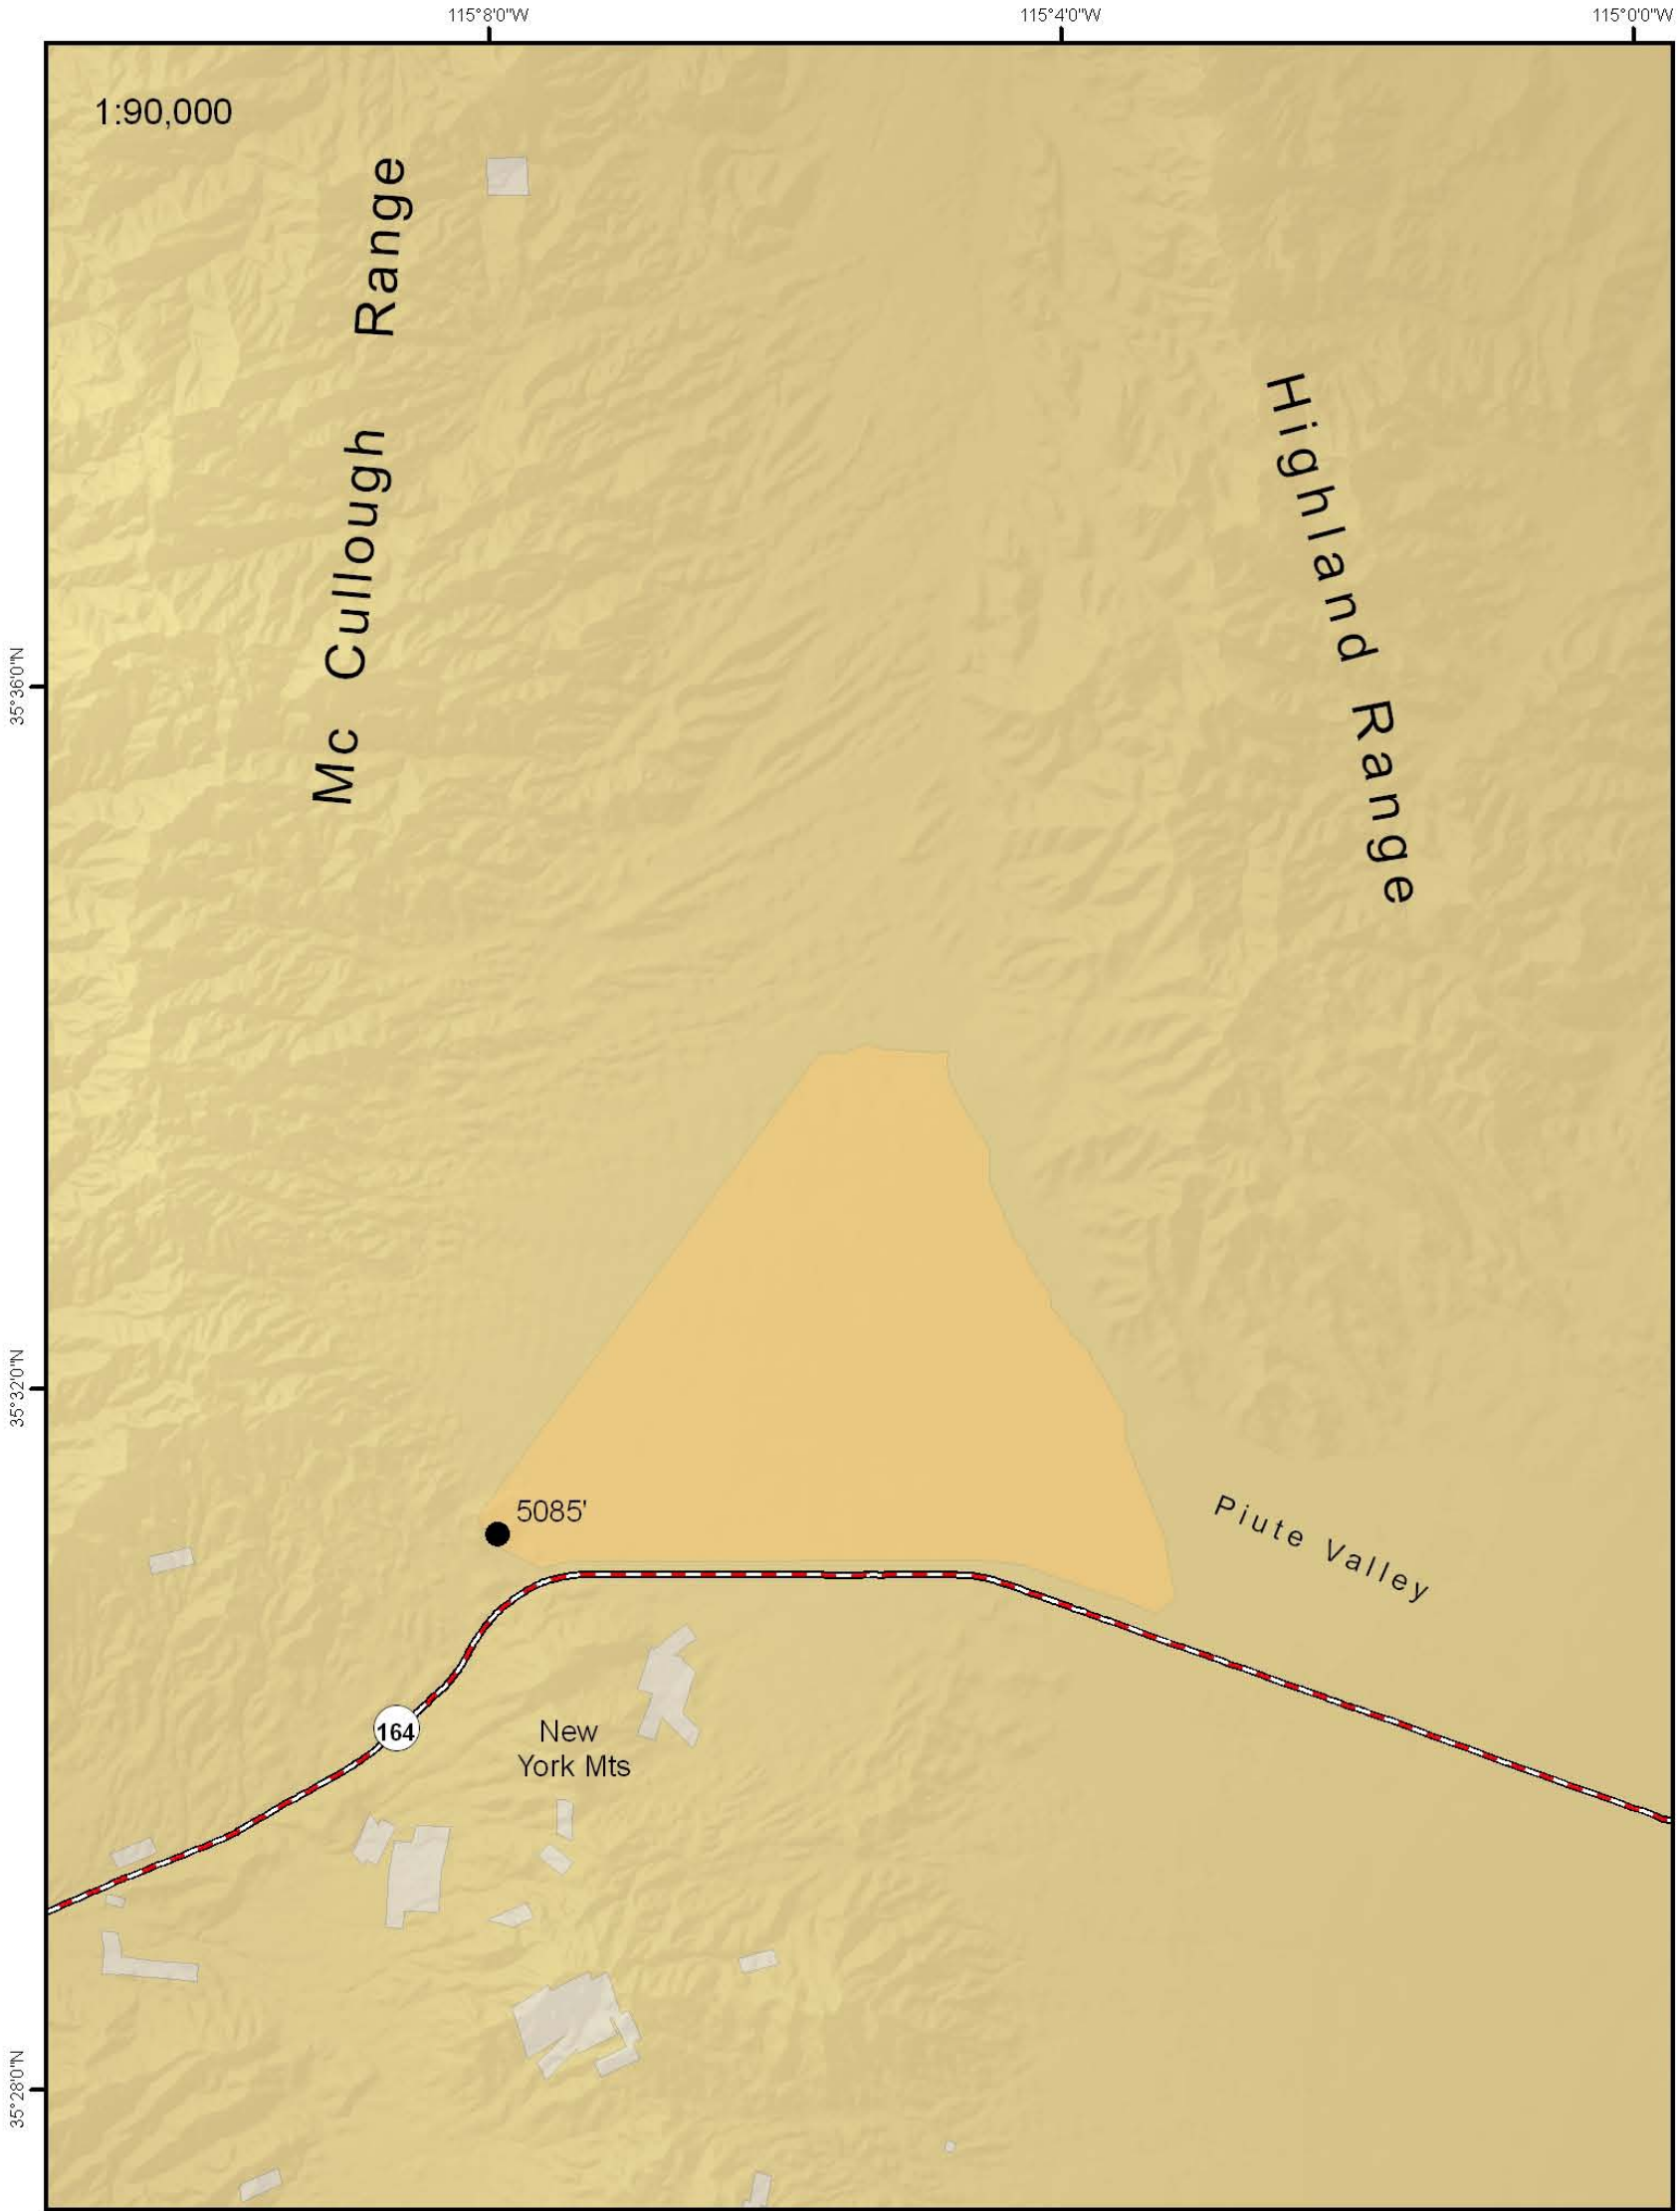 115°8'0"W
115°4'0"W
115°0'0"W
1:90,000
Mc Cullough Range
Highland Range
35°36'0"N
35°32'0"N
5085'
Piute Valley
164
New
York Mts
35°28'0"N